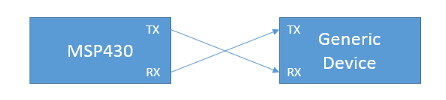 TX
MSP430
RX
TX
Generic
Device
RX